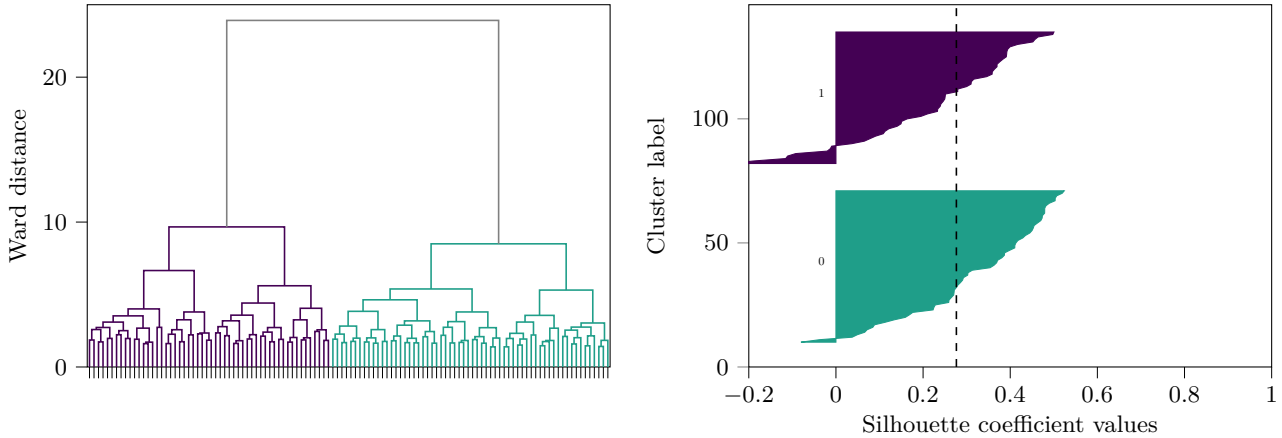 20
10
0
Ward distance
1
0
100
50
0
Cluster label
−0.2 0 0.2 0.4 0.6 0.8 1
Silhouette coefficient values